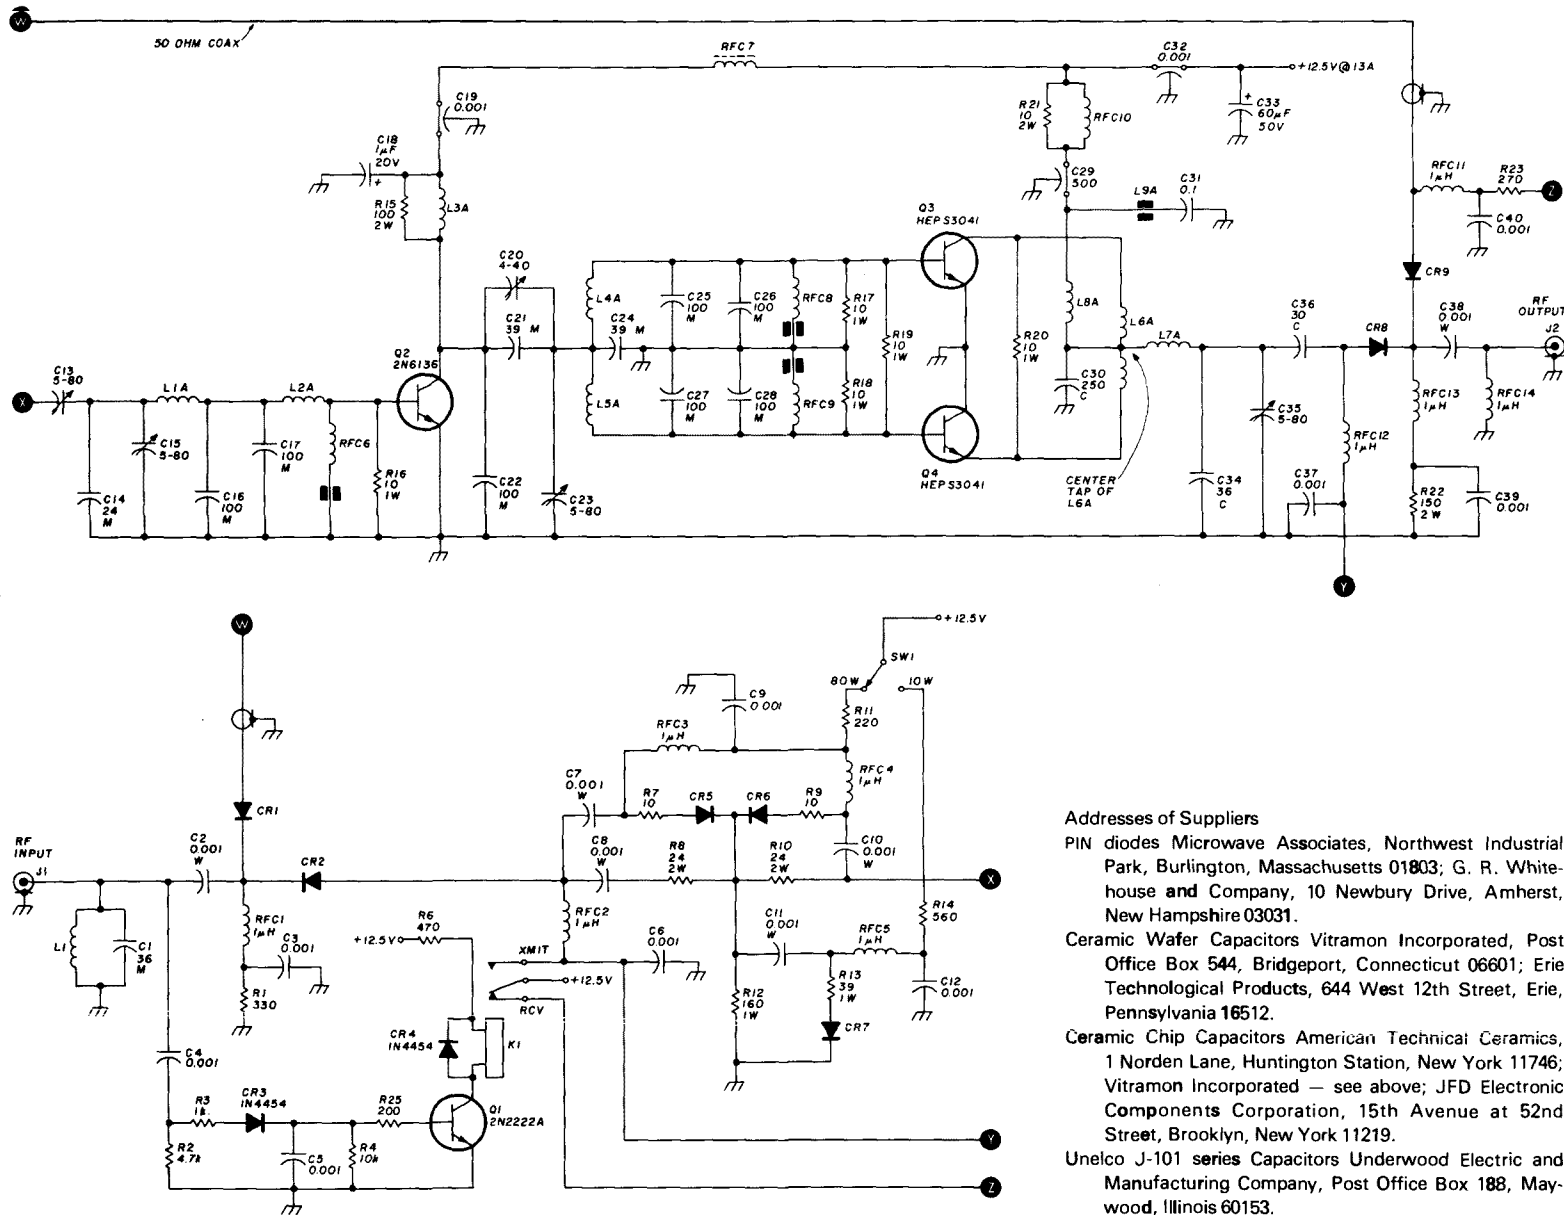 W
50 OHM COAX
RFC7
C32
0.001
+12.5V@13A
C19
0.001
C18
1µF
20V
+
R15
100
2W
L3A
R21
10
2W
RFC10
+
C33
60µF
50V
C29
500
L9A
C31
0.1
RFC11
1µH
R23
270
Z
C40
0.001
CR9
Q3
HEPS3041
C20
4-40
C21
39 M
L4A
C24
39 M
C25
100
M
C26
100
M
RFC8
R17
10
1W
R19
10
1W
R20
10
1W
L8A
L6A
L7A
C36
30
C
CR8
C38
0.001
W
RF
OUTPUT
J2
Q2
2N6136
C13
5-80
X
L1A
L2A
C15
5-80
C17
100
M
RFC6
R16
10
1W
C14
24
M
C16
100
M
C22
100
M
C23
5-80
L5A
C27
100
M
C28
100
M
RFC9
R18
10
1W
Q4
HEPS3041
C30
250
C
CENTER
TAP OF
L6A
C34
36
C
C35
5-80
RFC12
1µH
C37
0.001
RFC13
1µH
RFC14
1µH
R22
150
2W
C39
0.001
Y
W
+12.5V
SW1
80W
10W
C9
0.001
R11
220
RFC3
1µH
RFC4
1µH
C7
0.001
W
R7
10
CR5
CR6
R9
10
CR1
RF
INPUT
J1
C2
0.001
W
CR2
C8
0.001
W
R8
24
2W
R10
24
2W
C10
0.001
W
X
L1
C1
36
M
RFC1
1µH
C3
0.001
R1
330
R6
470
+12.5V
RFC2
1µH
XMIT
C6
0.001
+12.5V
RCV
C11
0.001
W
RFC5
1µH
R14
560
R12
160
1W
R13
39
1W
C12
0.001
CR7
CR4
1N4454
K1
C4
0.001
R3
1k
CR3
1N4454
R25
200
Q1
2N2222A
R2
4.7k
C5
0.001
R4
10k
Y
Z
Addresses of Suppliers
PIN diodes Microwave Associates, Northwest Industrial
Park, Burlington, Massachusetts 01803; G. R. White-
house and Company, 10 Newbury Drive, Amherst,
New Hampshire 03031.
Ceramic Wafer Capacitors Vitramon Incorporated, Post
Office Box 544, Bridgeport, Connecticut 06601; Erie
Technological Products, 644 West 12th Street, Erie,
Pennsylvania 16512.
Ceramic Chip Capacitors American Technical Ceramics,
1 Norden Lane, Huntington Station, New York 11746;
Vitramon Incorporated — see above; JFD Electronic
Components Corporation, 15th Avenue at 52nd
Street, Brooklyn, New York 11219.
Unelco J-101 series Capacitors Underwood Electric and
Manufacturing Company, Post Office Box 188, May-
wood, Illinois 60153.